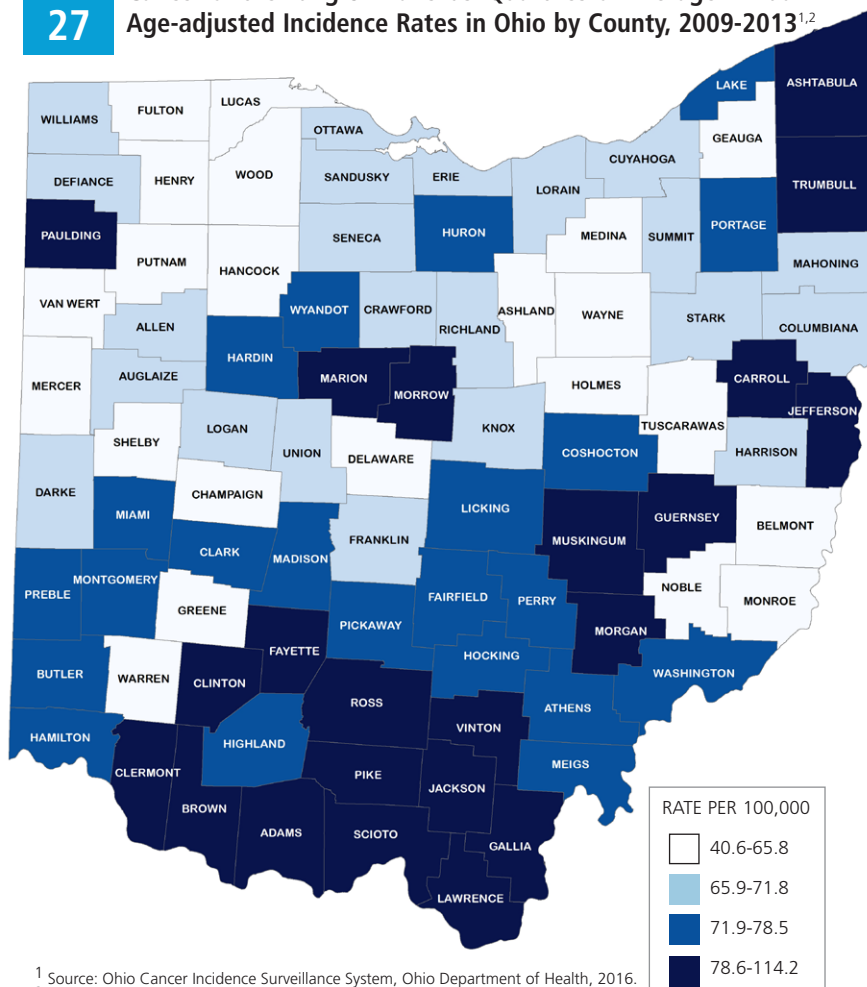 27
Age-adjusted Incidence Rates in Ohio by County, 2009-2013¹,²
LAKE
ASHTABULA
WILLIAMS
FULTON
LUCAS
OTTAWA
GEAUGA
CUYAHOGA
DEFIANCE
HENRY
WOOD
SANDUSKY
ERIE
LORAIN
TRUMBULL
PAULDING
SENECA
HURON
MEDINA
SUMMIT
PORTAGE
PUTNAM
HANCOCK
MAHONING
VAN WERT
WYANDOT
CRAWFORD
RICHLAND
ASHLAND
WAYNE
STARK
COLUMBIANA
ALLEN
HARDIN
MERCER
AUGLAIZE
MARION
MORROW
HOLMES
CARROLL
JEFFERSON
SHELBY
LOGAN
UNION
DELAWARE
KNOX
COSHOCTON
TUSCARAWAS
HARRISON
DARKE
MIAMI
CHAMPAIGN
LICKING
MUSKINGUM
GUERNSEY
BELMONT
CLARK
MADISON
FRANKLIN
PREBLE
MONTGOMERY
GREENE
FAIRFIELD
PERRY
NOBLE
MONROE
PICKAWAY
MORGAN
FAYETTE
HOCKING
BUTLER
WARREN
CLINTON
WASHINGTON
ROSS
VINTON
ATHENS
HAMILTON
HIGHLAND
CLERMONT
PIKE
JACKSON
MEIGS
BROWN
ADAMS
SCIOTO
GALLIA
LAWRENCE
RATE PER 100,000
40.6-65.8
65.9-71.8
71.9-78.5
78.6-114.2
¹ Source: Ohio Cancer Incidence Surveillance System, Ohio Department of Health, 2016.